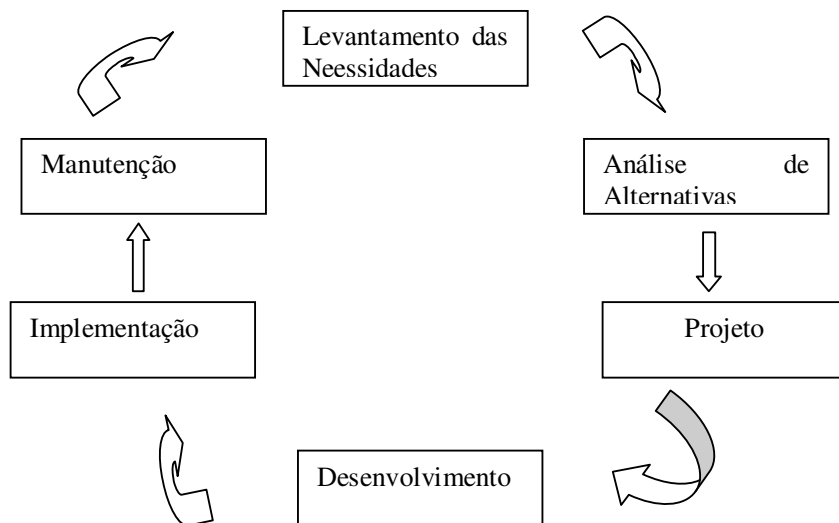 Levantamento das
Neessidades
Manutenção
Análise de
Alternativas
Implementação
Projeto
Desenvolvimento